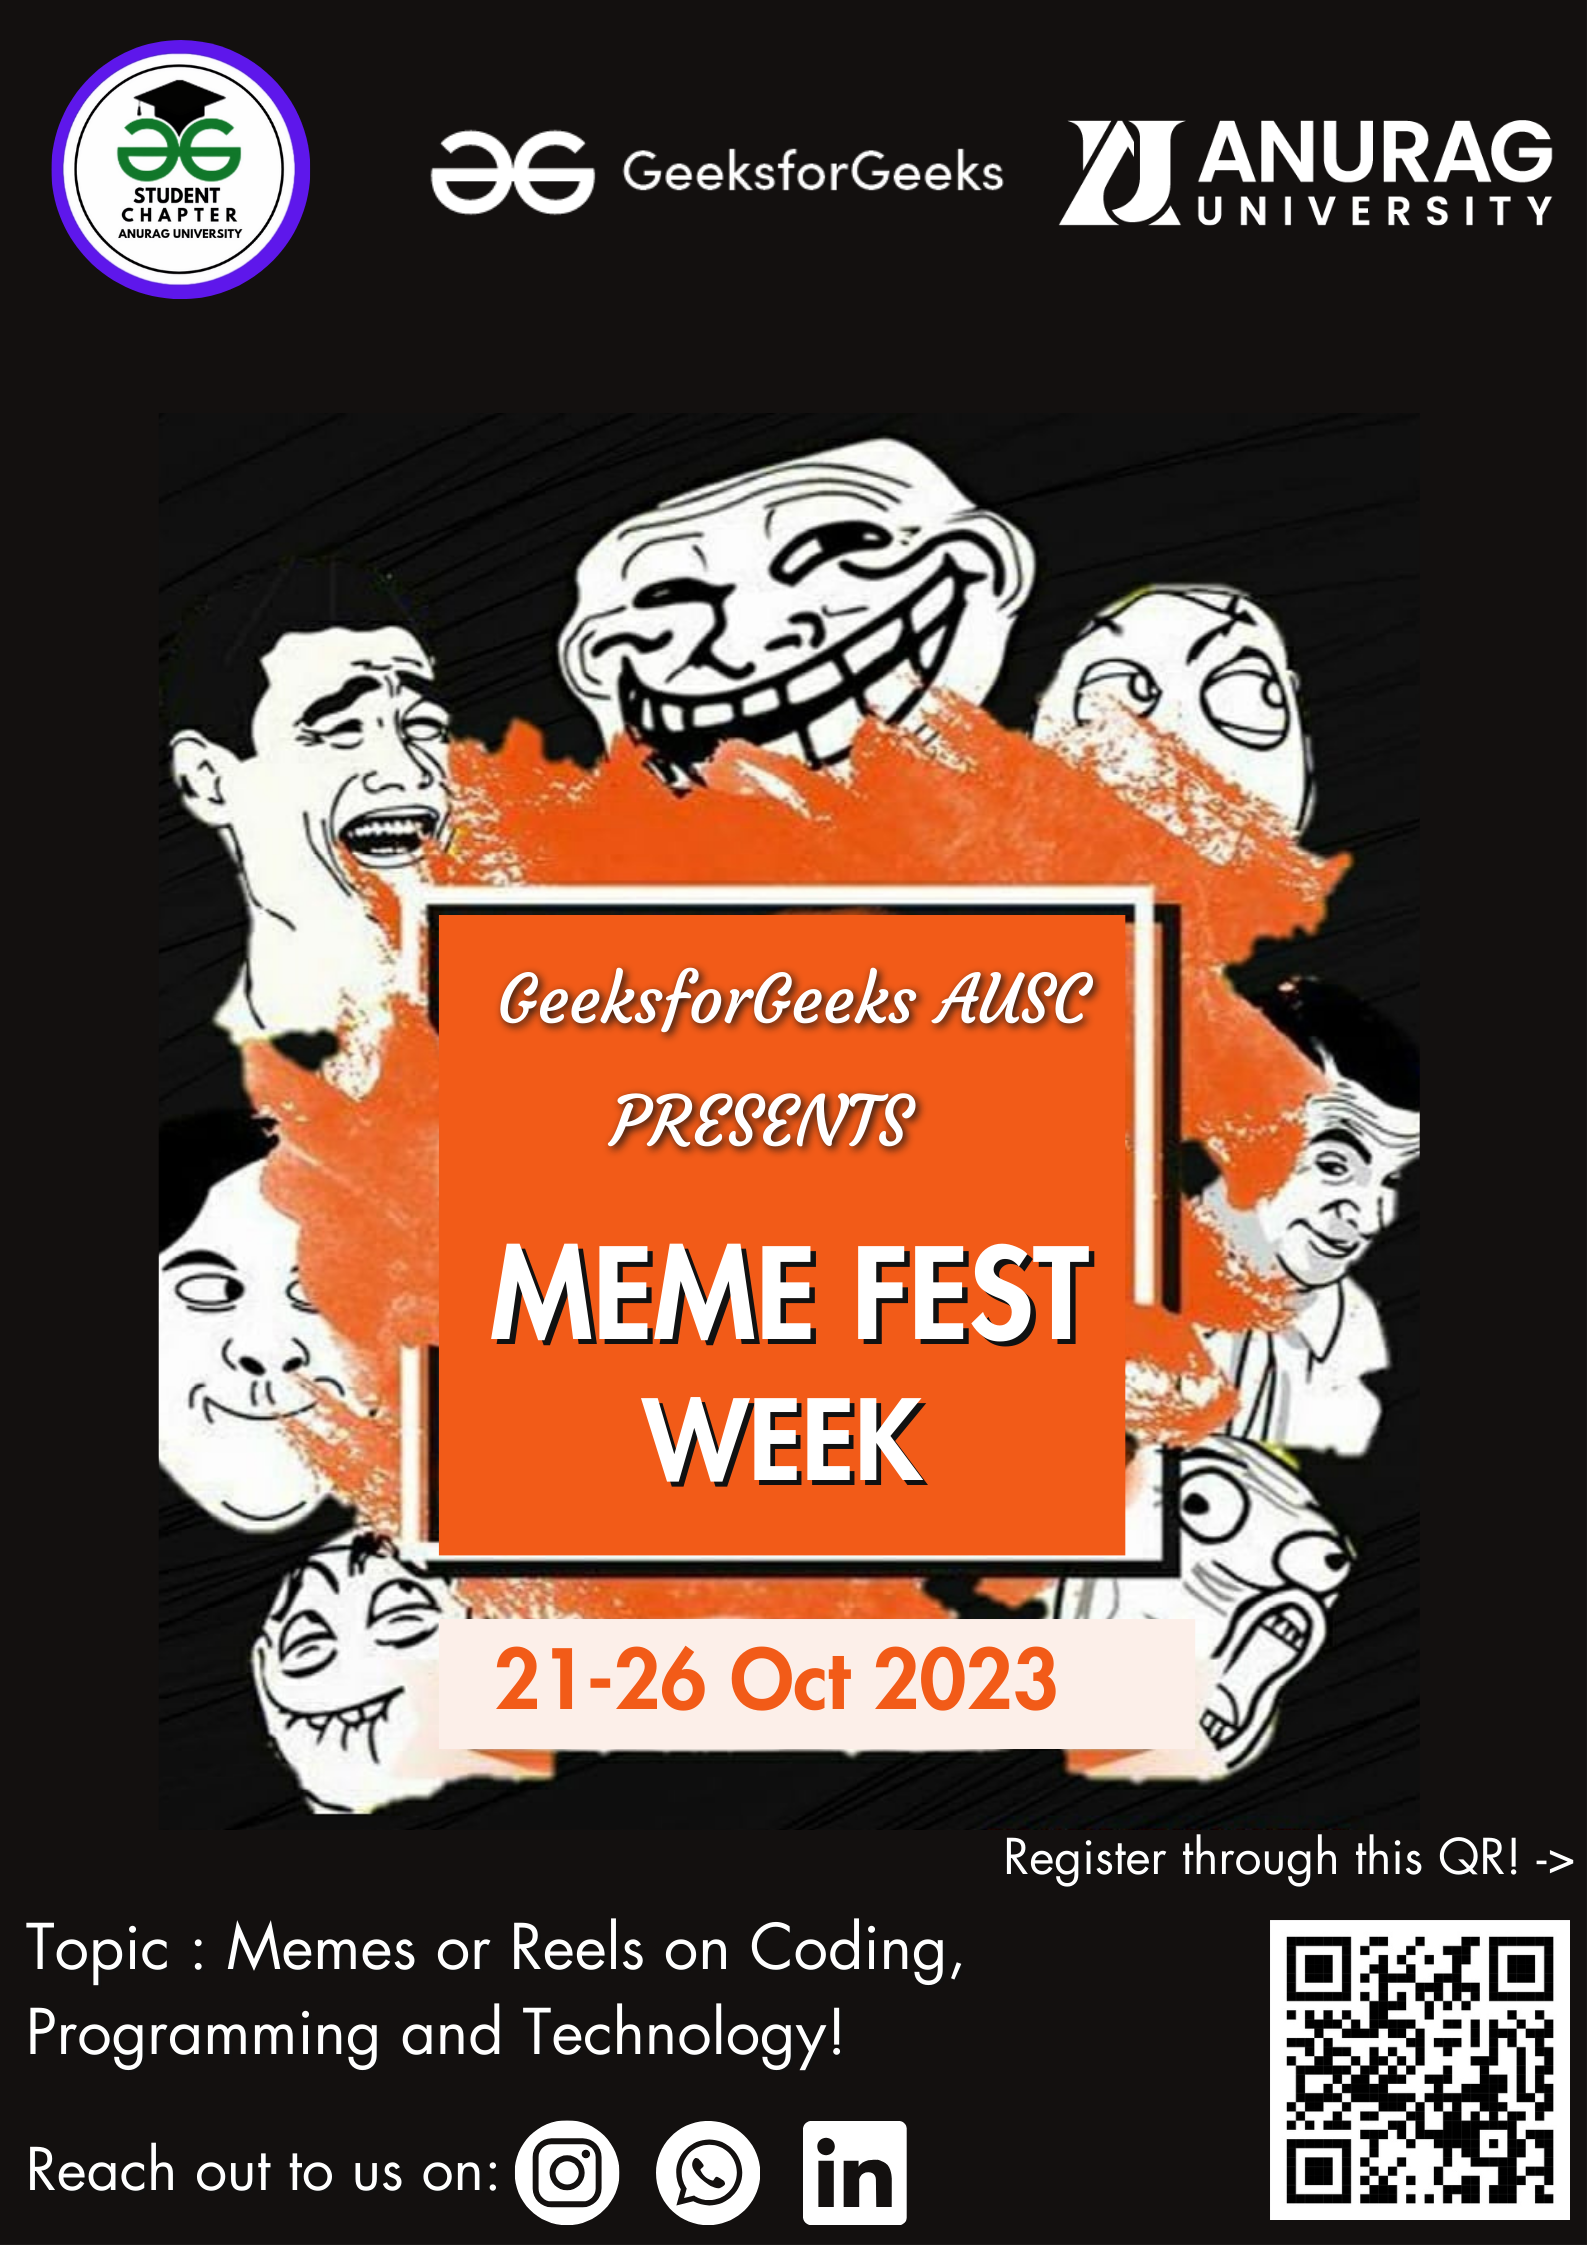 STUDENT
CHAPTER
ANURAG UNIVERSITY
GeeksforGeeks
ANURAG
UNIVERSITY
GeeksforGeeks AUSC
PRESENTS
MEME FEST
WEEK
21-26 Oct 2023
Register through this QR! ->
Topic : Memes or Reels on Coding,
Programming and Technology!
Reach out to us on:
in